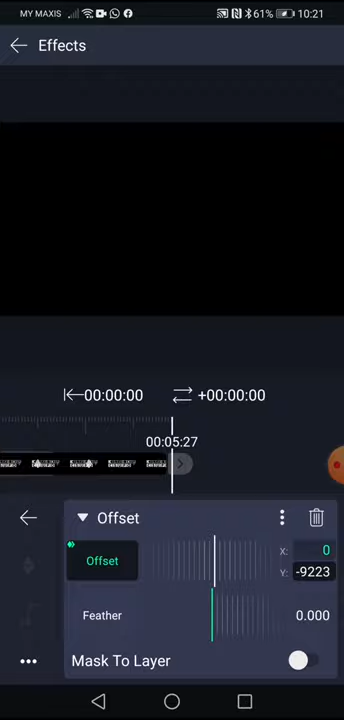 MY MAXIS 61% 10:21
Effects
00:00:00 +00:00:00
00:05:27
Offset
Offset X: 0
Y: -9223
Feather 0.000
Mask To Layer